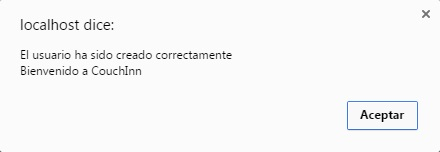 localhost dice:
El usuario ha sido creado correctamente
Bienvenido a CouchInn
Aceptar